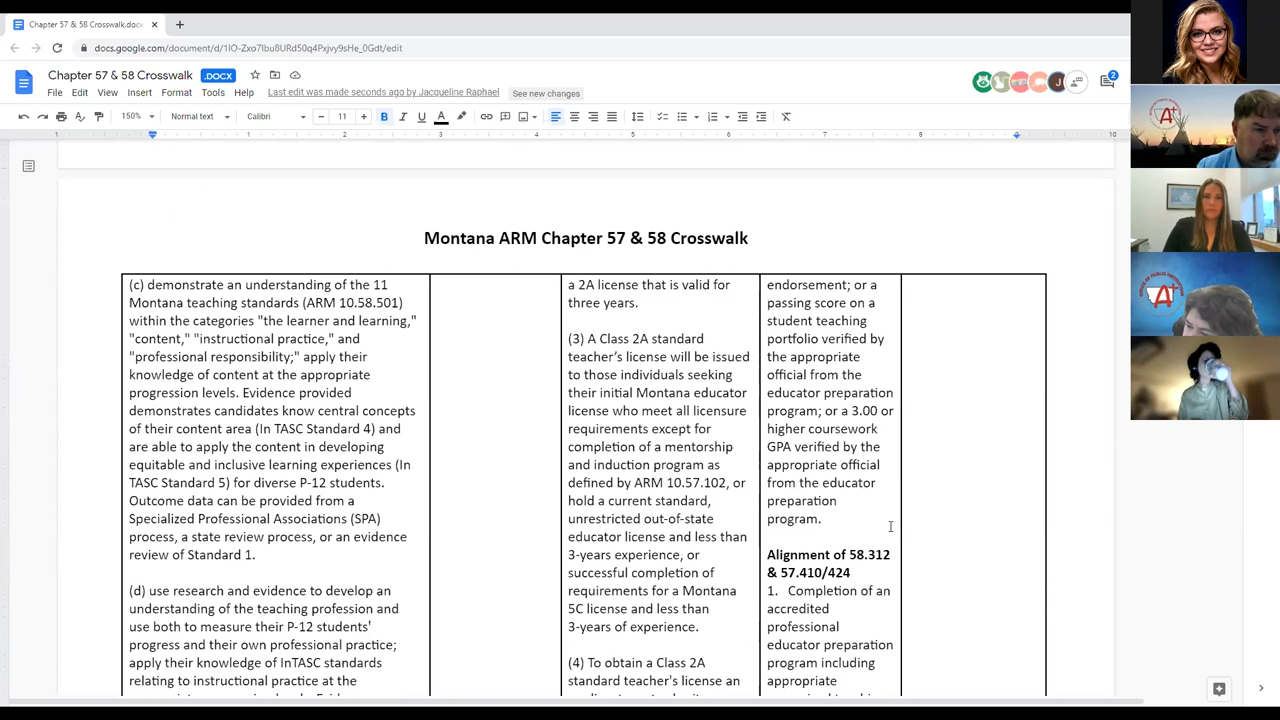 Chapter 57 & 58 Crosswalk.docx
docs.google.com/document/d/1IO-Zxo7Ibu8URd50q4Pxjvy9sHe_0Gdt/edit
Chapter 57 & 58 Crosswalk .DOCX
File Edit View Insert Format Tools Help Last edit was made seconds ago by Jacqueline Raphael See new changes
2
150% Normal text Calibri 11 B I U A
1 1 2 3 4 5 6 7 8 9 10
Montana ARM Chapter 57 & 58 Crosswalk
(c) demonstrate an understanding of the 11
Montana teaching standards (ARM 10.58.501)
within the categories "the learner and learning,"
"content," "instructional practice," and
"professional responsibility;" apply their
knowledge of content at the appropriate
progression levels. Evidence provided
demonstrates candidates know central concepts
of their content area (In TASC Standard 4) and
are able to apply the content in developing
equitable and inclusive learning experiences (In
TASC Standard 5) for diverse P-12 students.
Outcome data can be provided from a
Specialized Professional Associations (SPA)
process, a state review process, or an evidence
review of Standard 1.
(d) use research and evidence to develop an
understanding of the teaching profession and
use both to measure their P-12 students'
progress and their own professional practice;
apply their knowledge of InTASC standards
relating to instructional practice at the
a 2A license that is valid for
three years.
(3) A Class 2A standard
teacher's license will be issued
to those individuals seeking
their initial Montana educator
license who meet all licensure
requirements except for
completion of a mentorship
and induction program as
defined by ARM 10.57.102, or
hold a current standard,
unrestricted out-of-state
educator license and less than
3-years experience, or
successful completion of
requirements for a Montana
5C license and less than
3-years of experience.
(4) To obtain a Class 2A
standard teacher's license an
endorsement; or a
passing score on a
student teaching
portfolio verified by
the appropriate
official from the
educator preparation
program; or a 3.00 or
higher coursework
GPA verified by the
appropriate official
from the educator
preparation
program.
Alignment of 58.312
& 57.410/424
1. Completion of an
accredited
professional
educator preparation
program including
appropriate